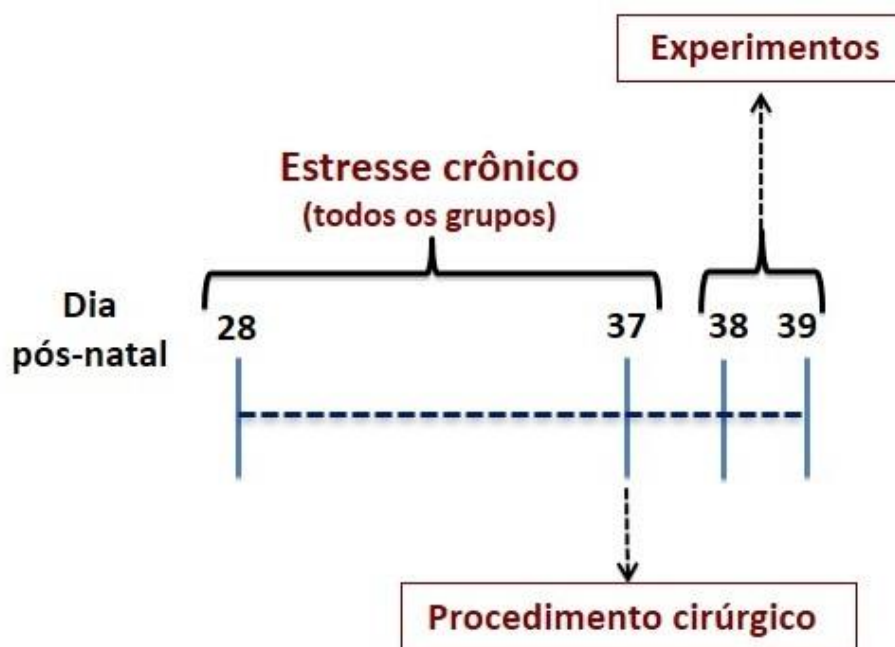 Experimentos
Estresse crônico
(todos os grupos)
Dia
pós-natal
28
37
38
39
Procedimento cirúrgico